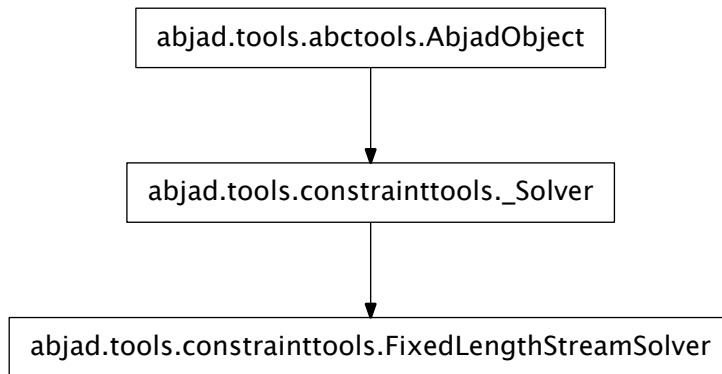 abjad.tools.abctools.AbjadObject
abjad.tools.constrainttools._Solver
abjad.tools.constrainttools.FixedLengthStreamSolver